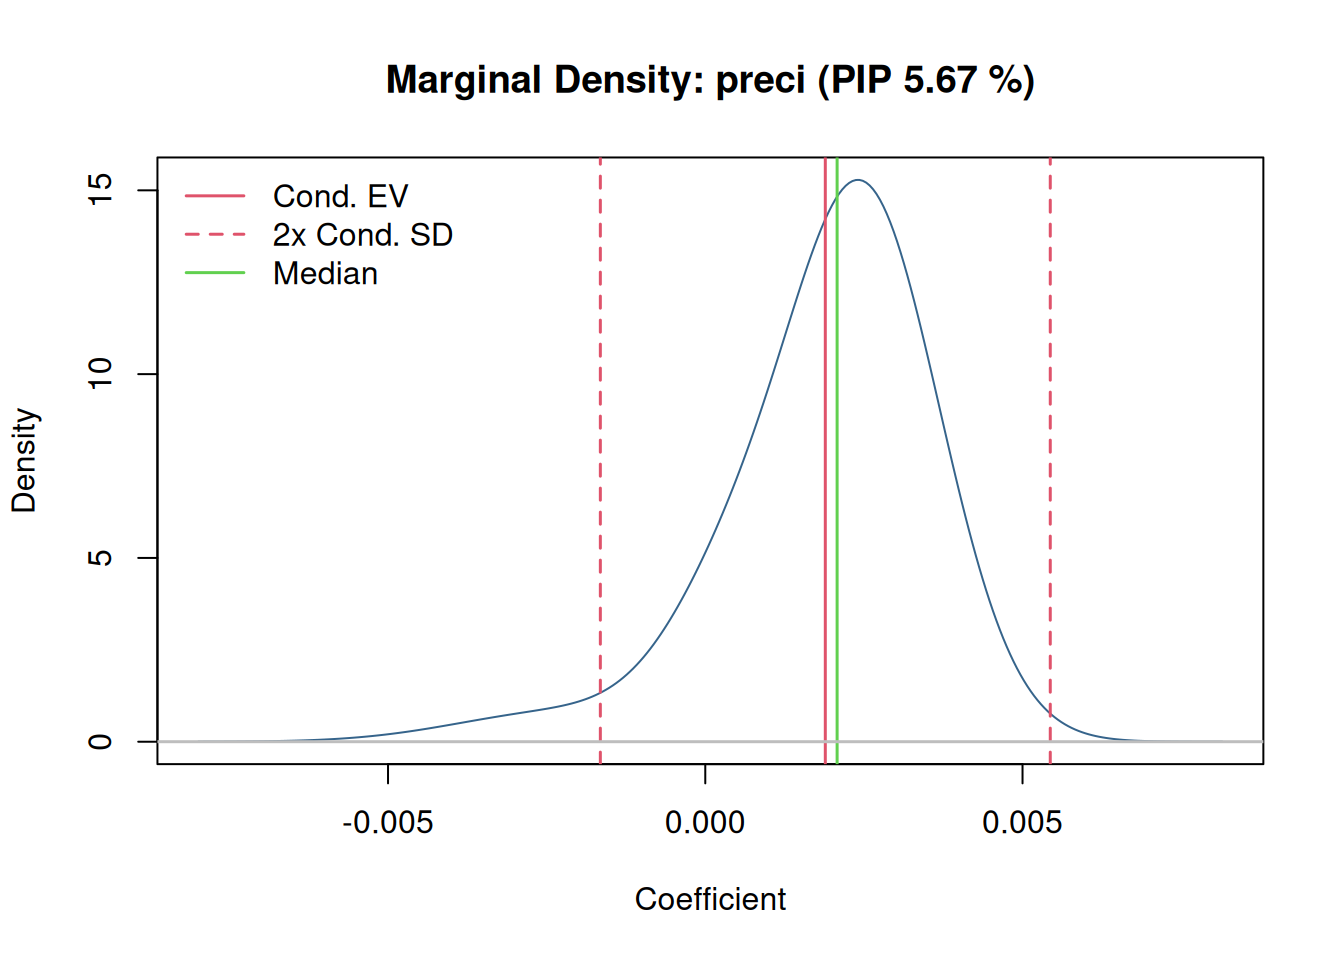 Marginal Density: preci (PIP 5.67 %)
Cond. EV
2x Cond. SD
Median
Density
15
10
5
0
-0.005 0.000 0.005
Coefficient